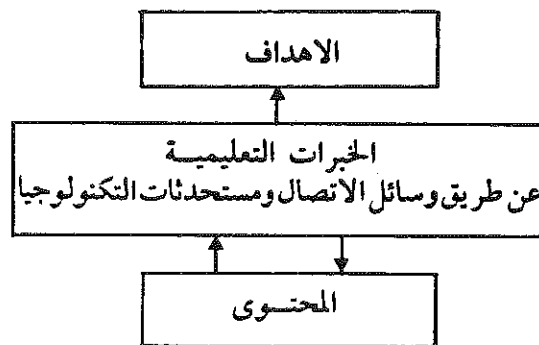 الاهداف
الخبرات التعليمية
عن طريق وسائل الاتصال ومستحدثات التكنولوجيا
المحتوى